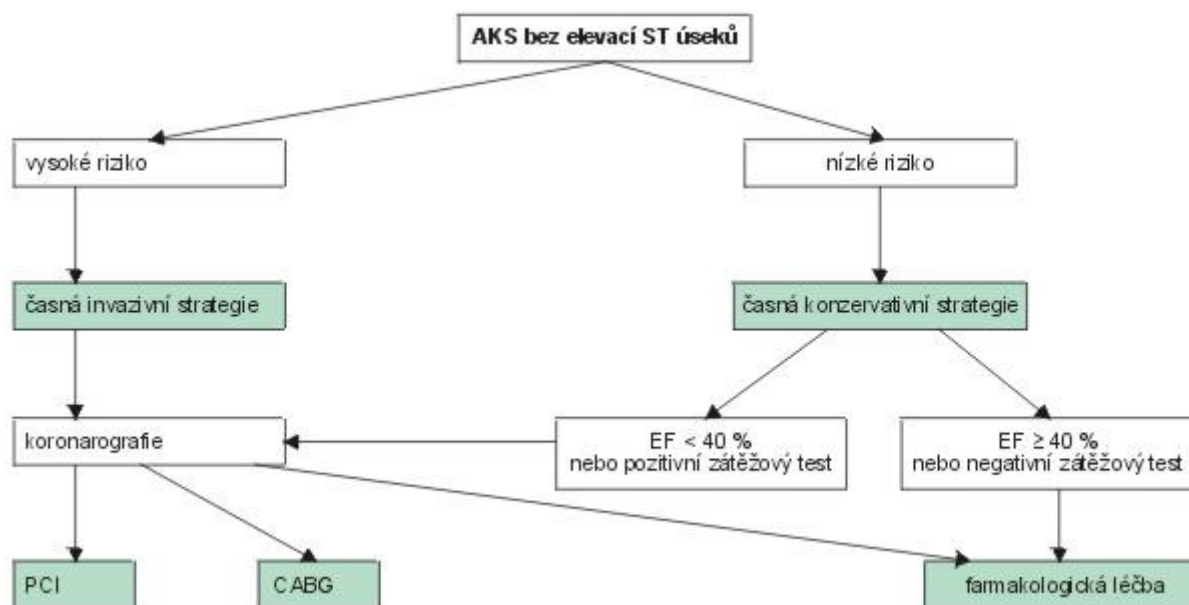 AKS bez elevací ST úseků
vysoké riziko
nízké riziko
časná invazivní strategie
časná konzervativní strategie
koronarografie
EF < 40 %
nebo pozitivní zátěžový test
EF ≥ 40 %
nebo negativní zátěžový test
PCI
CABG
farmakologická léčba